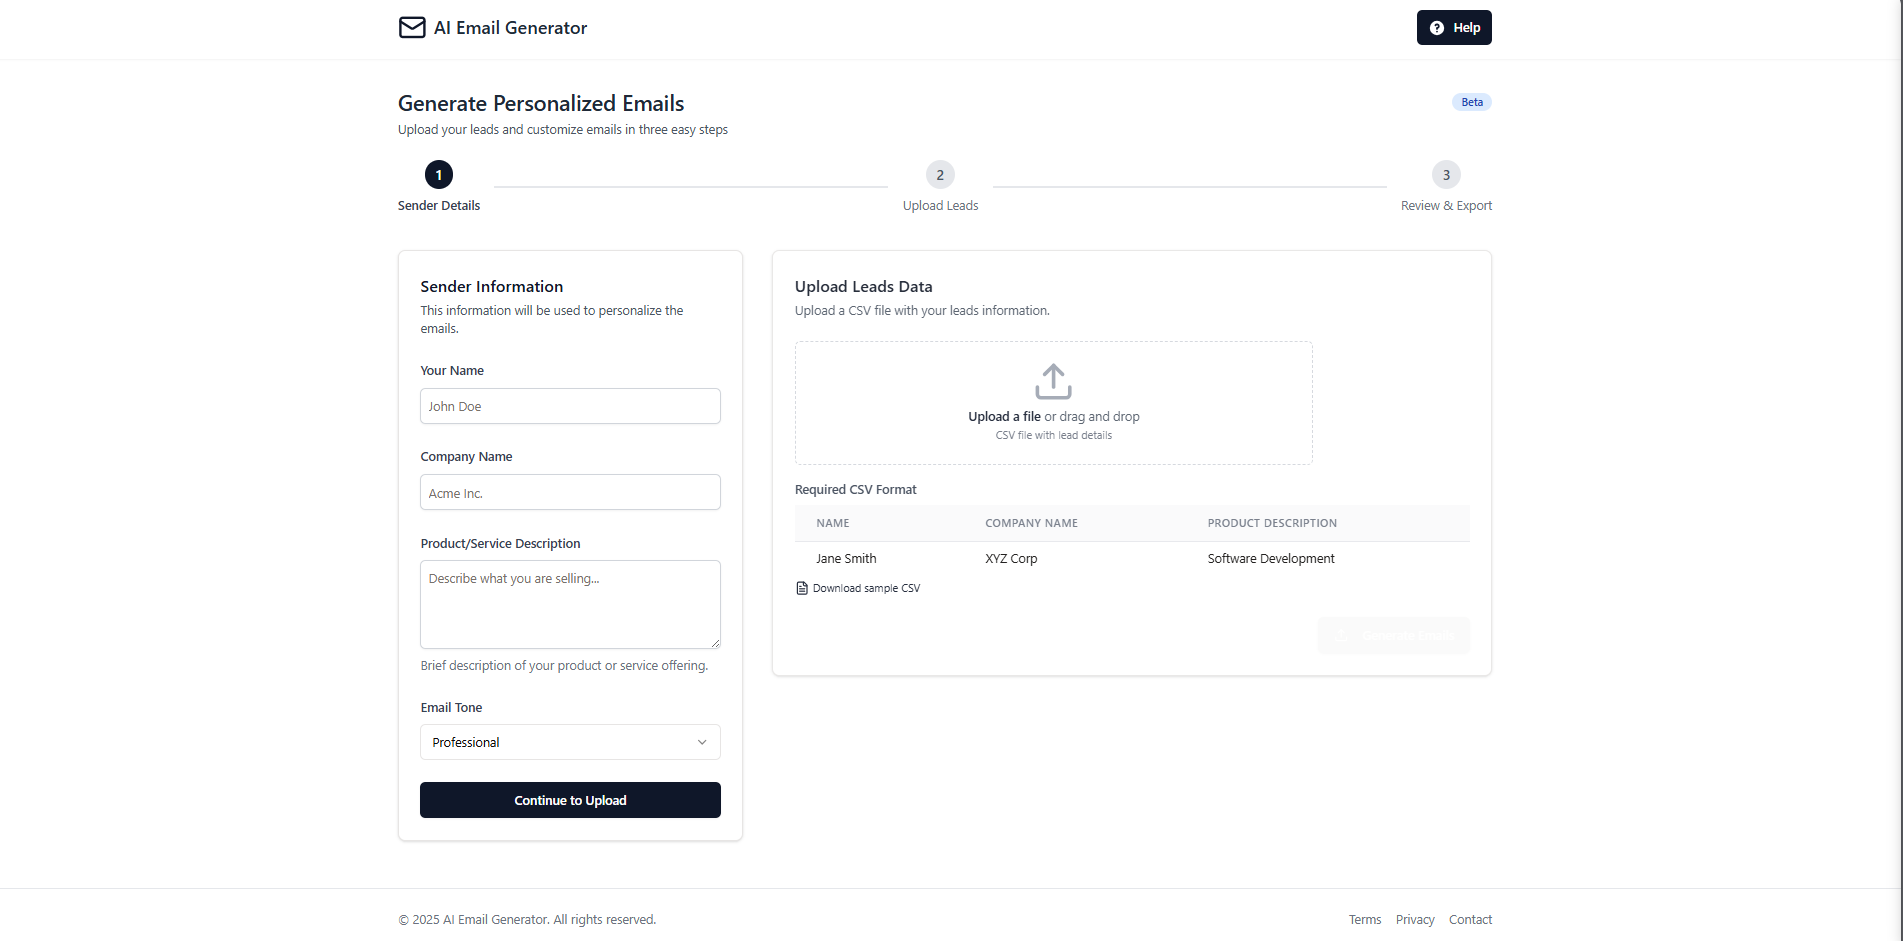 AI Email Generator
Help
Generate Personalized Emails
Beta
Upload your leads and customize emails in three easy steps
1
2
3
Sender Details
Upload Leads
Review & Export
Sender Information
This information will be used to personalize the
emails.
Your Name
John Doe
Company Name
Acme Inc.
Product/Service Description
Describe what you are selling...
Brief description of your product or service offering.
Email Tone
Professional
Continue to Upload
Upload Leads Data
Upload a CSV file with your leads information.
Upload a file or drag and drop
CSV file with lead details
Required CSV Format
NAME COMPANY NAME PRODUCT DESCRIPTION
Jane Smith XYZ Corp Software Development
Download sample CSV
Generate Emails
© 2025 AI Email Generator. All rights reserved.
Terms Privacy Contact